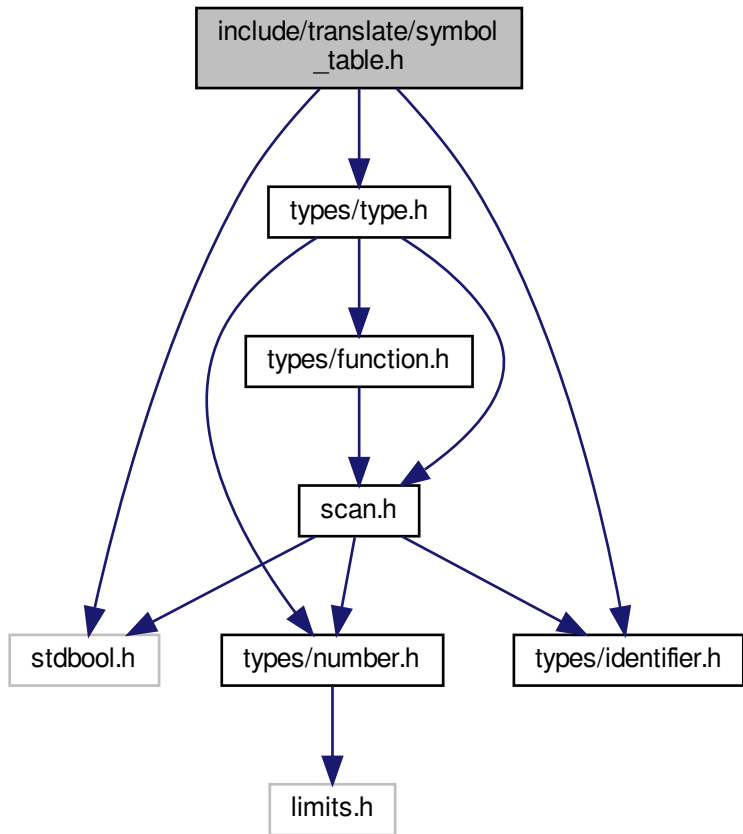 include/translate/symbol
_table.h
types/type.h
types/function.h
scan.h
stdbool.h
types/number.h
types/identifier.h
limits.h